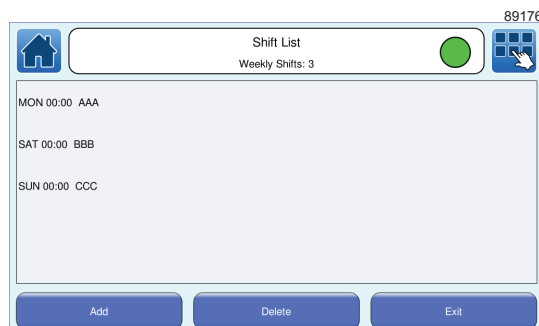 89176
Shift List
Weekly Shifts: 3
MON 00:00 AAA
SAT 00:00 BBB
SUN 00:00 CCC
Add
Delete
Exit